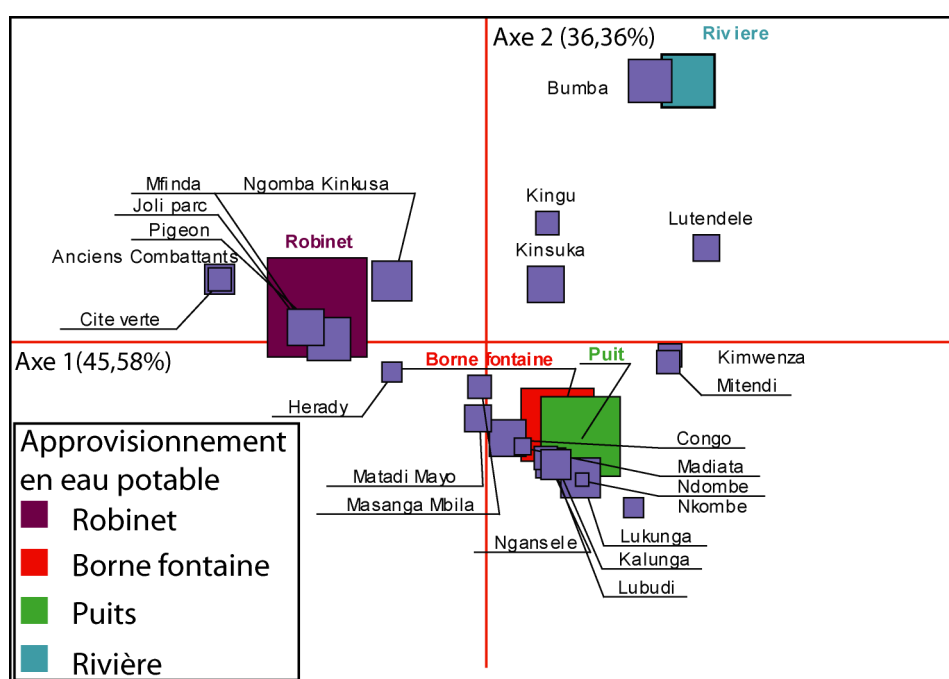 Axe 2 (36,36%)
Riviere
Bumba
Mfinda
Ngomba Kinkusa
Joli parc
Pigeon
Robinet
Anciens Combattants
Cite verte
Kingu
Kinsuka
Lutendele
Axe 1(45,58%)
Borne fontaine
Puit
Kimwenza
Mitendi
Herady
Congo
Matadi Mayo
Madiata
Masanga Mbila
Ndombe
Nkombe
Ngansele
Lukunga
Kalunga
Lubudi
Approvisionnement
en eau potable
Robinet
Borne fontaine
Puits
Rivière